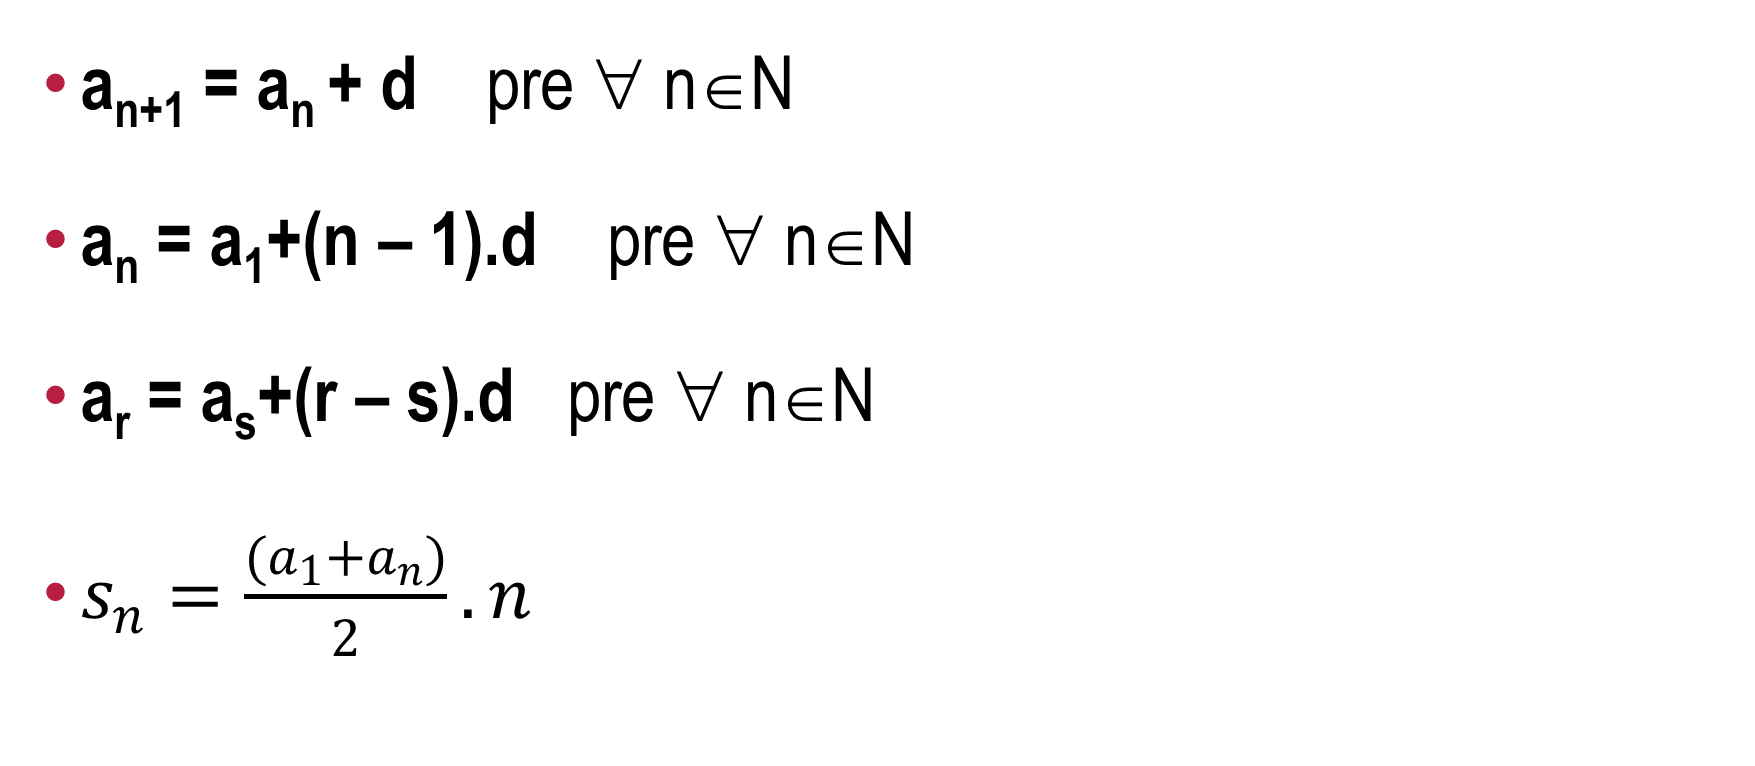 • aₙ₊₁ = aₙ + d pre ∀ n∈N
• aₙ = a₁+(n – 1).d pre ∀ n∈N
• aᵣ = aₛ+(r – s).d pre ∀ n∈N
• sₙ = (a₁+aₙ)/2 . n